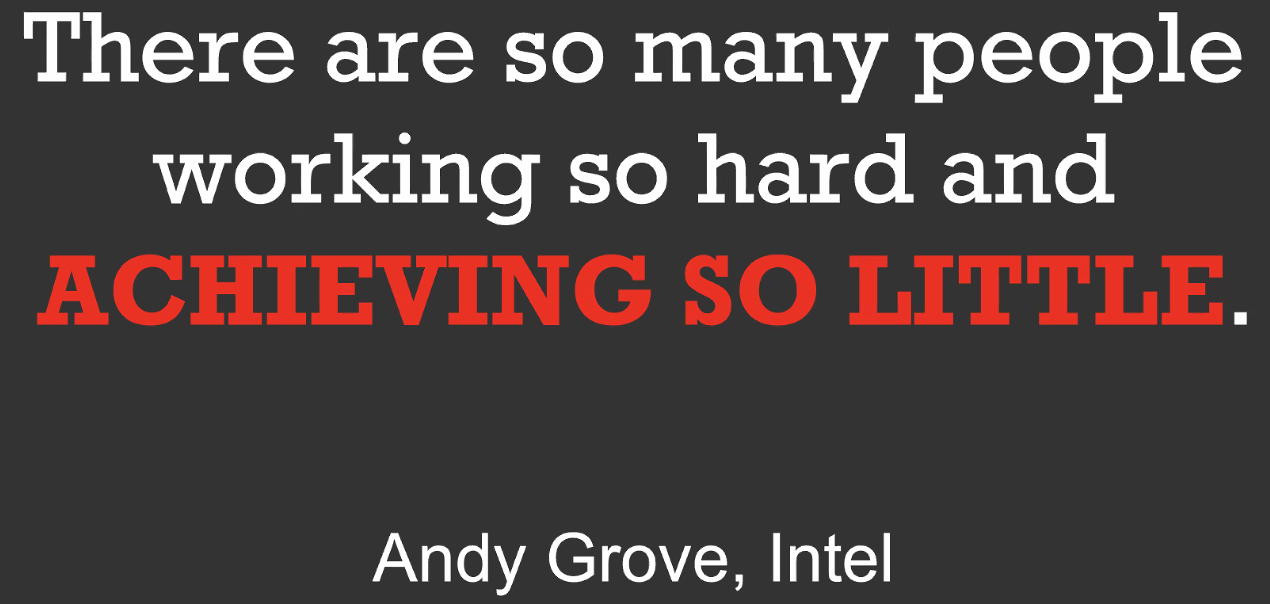 There are so many people
working so hard and
ACHIEVING SO LITTLE.
Andy Grove, Intel